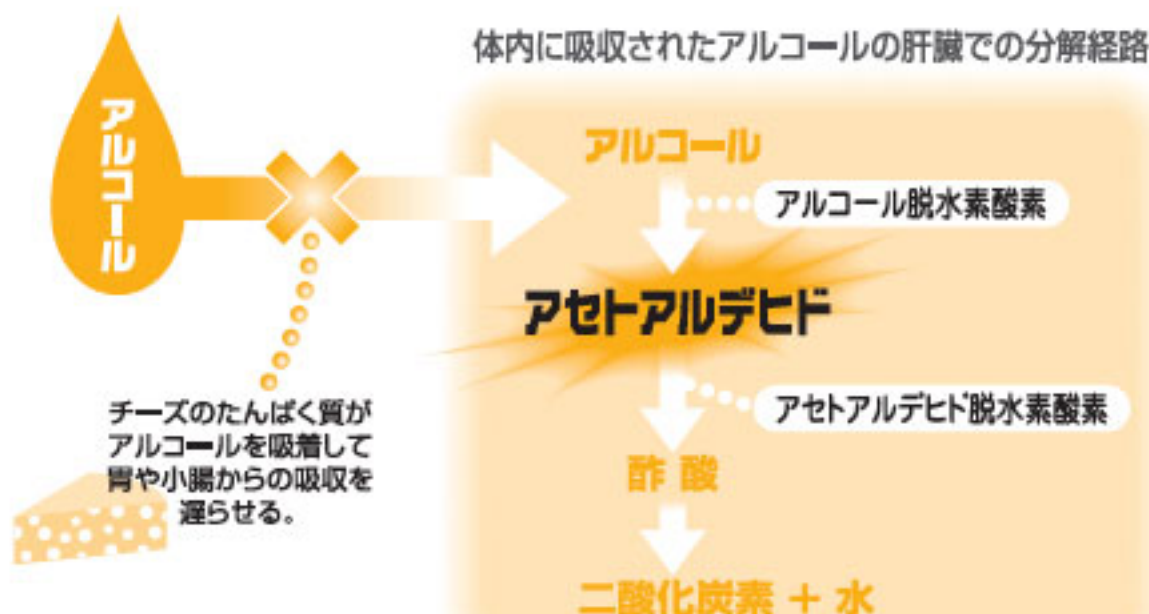 体内に吸収されたアルコールの肝臓での分解経路
アルコール
アルコール
アルコール脱水素酸素
アセトアルデヒド
アセトアルデヒド脱水素酸素
酢酸
二酸化炭素 + 水
チーズのたんぱく質が
アルコールを吸着して
胃や小腸からの吸収を
遅らせる。